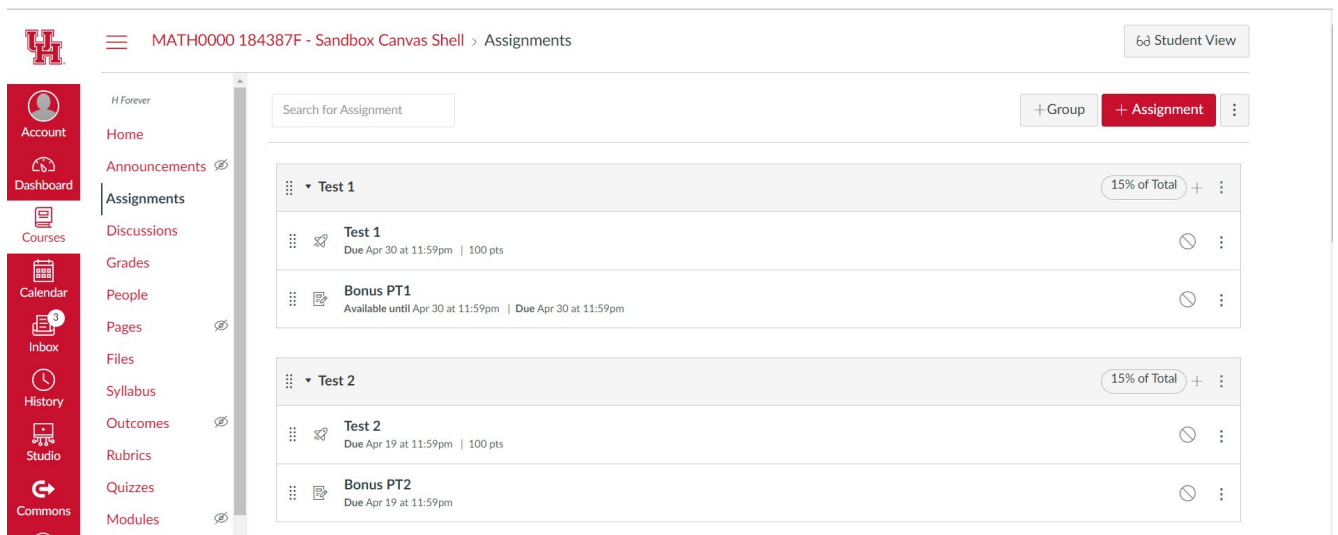 UH
MATH0000 184387F - Sandbox Canvas Shell > Assignments
Student View
Account
Dashboard
Courses
Calendar
3
Inbox
History
Studio
Commons
H Forever
Home
Announcements
Assignments
Discussions
Grades
People
Pages
Files
Syllabus
Outcomes
Rubrics
Quizzes
Modules
Search for Assignment
+Group
+ Assignment
Test 1
15% of Total +
Test 1
Due Apr 30 at 11:59pm | 100 pts
Bonus PT1
Available until Apr 30 at 11:59pm | Due Apr 30 at 11:59pm
Test 2
15% of Total +
Test 2
Due Apr 19 at 11:59pm | 100 pts
Bonus PT2
Due Apr 19 at 11:59pm